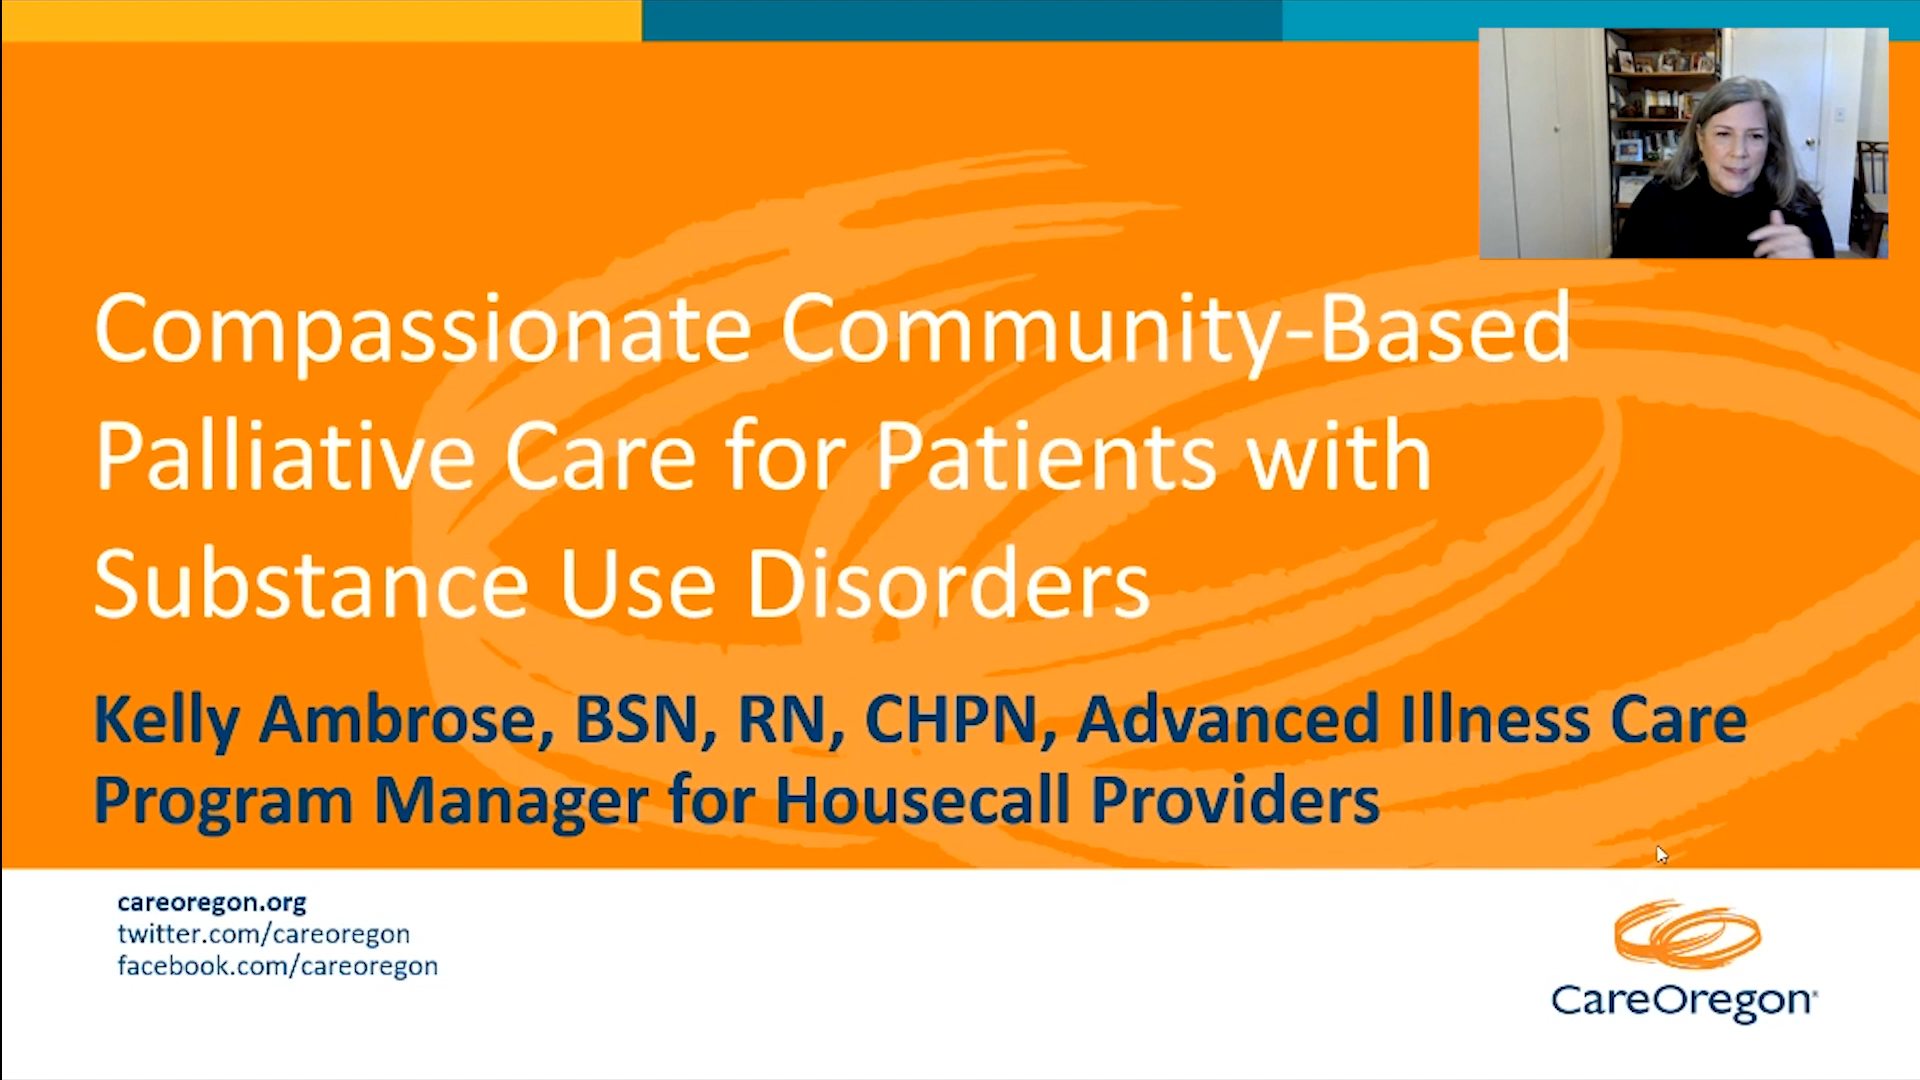 Compassionate Community-Based
Palliative Care for Patients with
Substance Use Disorders
Kelly Ambrose, BSN, RN, CHPN, Advanced Illness Care
Program Manager for Housecall Providers
careoregon.org
twitter.com/careoregon
facebook.com/careoregon
CareOregon